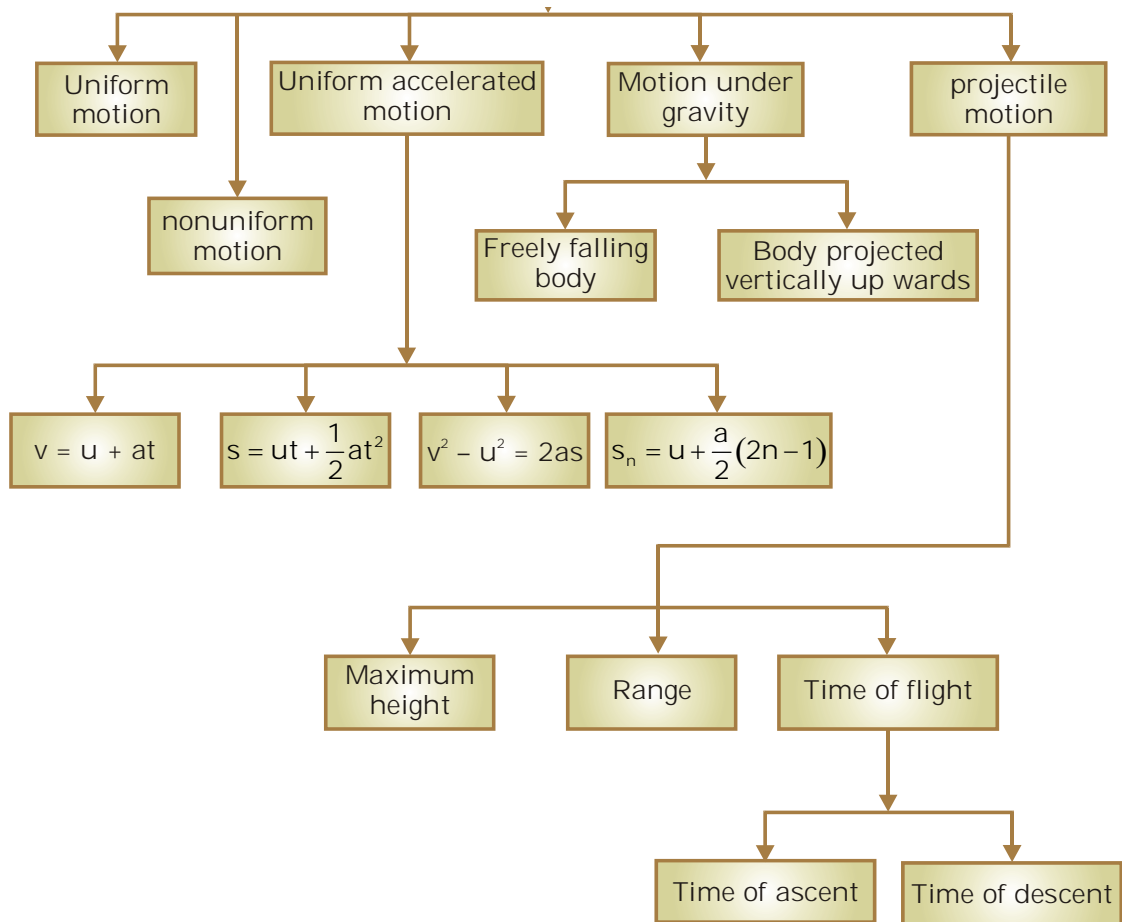 Uniform
motion
Uniform accelerated
motion
Motion under
gravity
projectile
motion
nonuniform
motion
Freely falling
body
Body projected
vertically up wards
v = u + at
s = ut + 1/2 at²
v² – u² = 2as
sₙ = u + a/2 (2n – 1)
Maximum
height
Range
Time of flight
Time of ascent
Time of descent